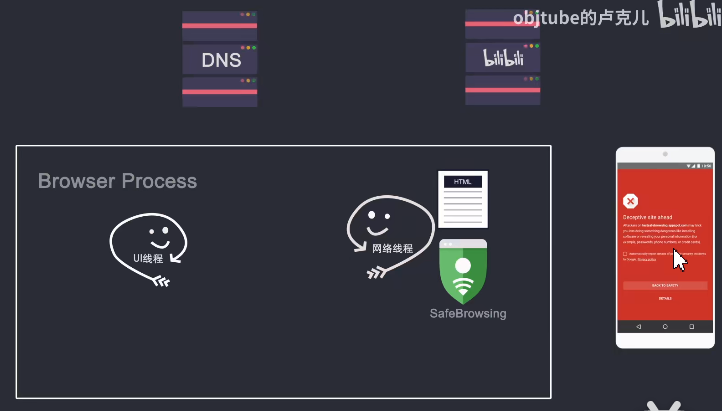 objtube的卢克儿 bilibili
DNS
bilibili
Browser Process
HTML
UI线程
网络线程
SafeBrowsing
Deceptive site ahead
BACK TO SAFETY
DETAILS